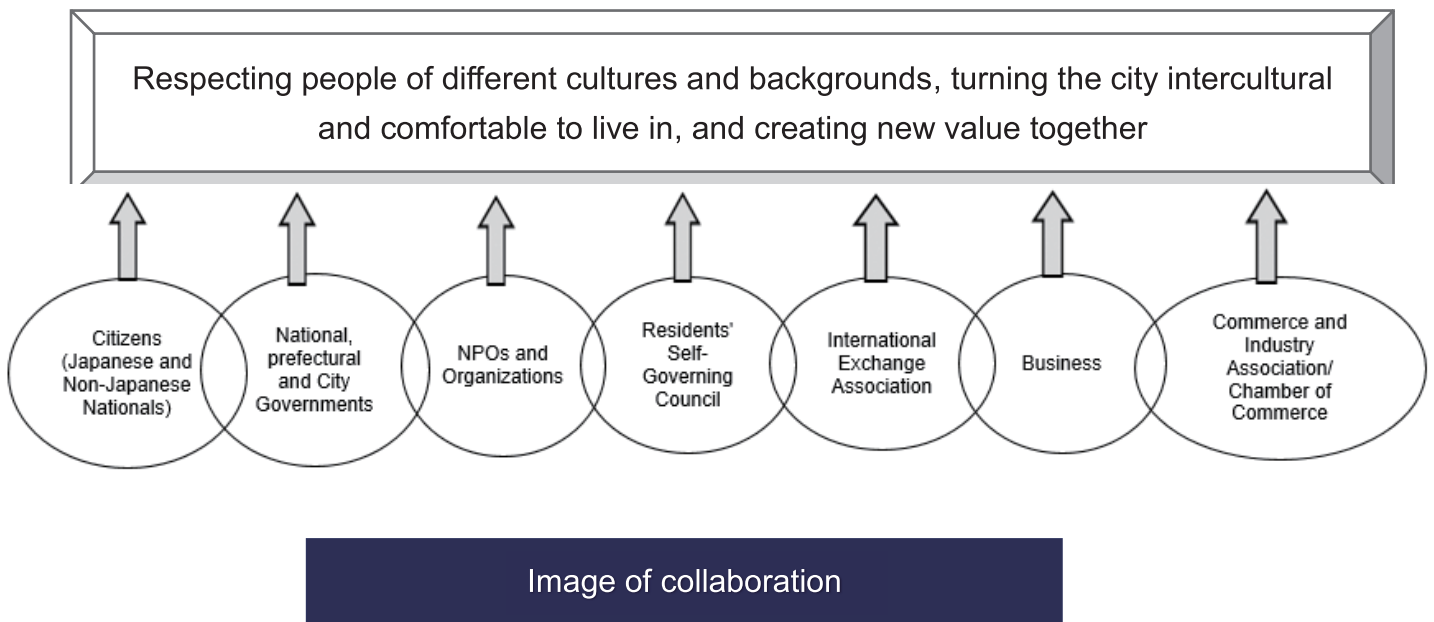 Respecting people of different cultures and backgrounds, turning the city intercultural
and comfortable to live in, and creating new value together
Citizens
(Japanese and
Non-Japanese
Nationals)
National,
prefectural
and City
Governments
NPOs and
Organizations
Residents'
Self-
Governing
Council
International
Exchange
Association
Business
Commerce and
Industry
Association/
Chamber of
Commerce
Image of collaboration